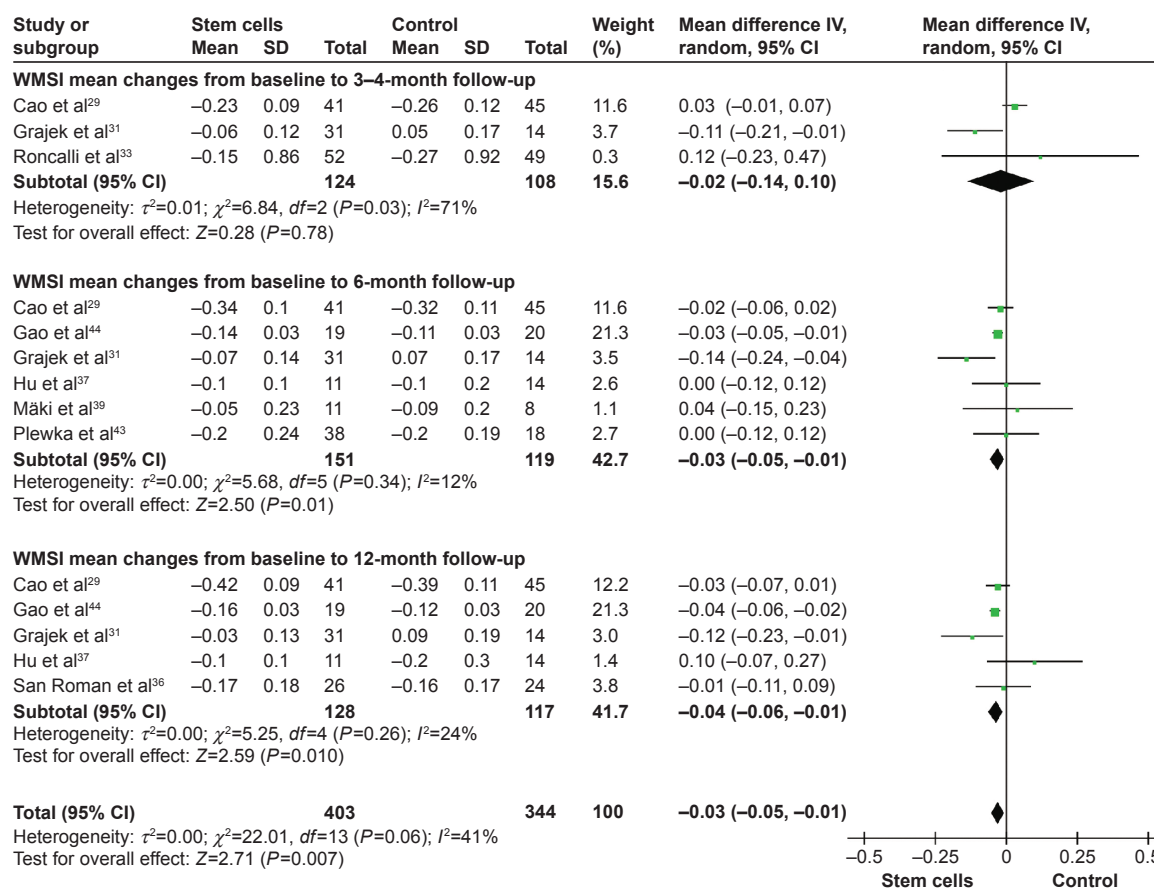 Study or subgroup Stem cells Control Weight (%) Mean difference IV, random, 95% CI Mean difference IV, random, 95% CI
Mean SD Total Mean SD Total
WMSI mean changes from baseline to 3–4-month follow-up
Cao et al²⁹ –0.23 0.09 41 –0.26 0.12 45 11.6 0.03 (–0.01, 0.07)
Grajek et al³¹ –0.06 0.12 31 0.05 0.17 14 3.7 –0.11 (–0.21, –0.01)
Roncalli et al³³ –0.15 0.86 52 –0.27 0.92 49 0.3 0.12 (–0.23, 0.47)
Subtotal (95% CI) 124 108 15.6 –0.02 (–0.14, 0.10)
Heterogeneity: τ²=0.01; χ²=6.84, df=2 (P=0.03); I²=71%
Test for overall effect: Z=0.28 (P=0.78)
WMSI mean changes from baseline to 6-month follow-up
Cao et al²⁹ –0.34 0.1 41 –0.32 0.11 45 11.6 –0.02 (–0.06, 0.02)
Gao et al⁴⁴ –0.14 0.03 19 –0.11 0.03 20 21.3 –0.03 (–0.05, –0.01)
Grajek et al³¹ –0.07 0.14 31 0.07 0.17 14 3.5 –0.14 (–0.24, –0.04)
Hu et al³⁷ –0.1 0.1 11 –0.1 0.2 14 2.6 0.00 (–0.12, 0.12)
Mäki et al³⁹ –0.05 0.23 11 –0.09 0.2 8 1.1 0.04 (–0.15, 0.23)
Plewka et al⁴³ –0.2 0.24 38 –0.2 0.19 18 2.7 0.00 (–0.12, 0.12)
Subtotal (95% CI) 151 119 42.7 –0.03 (–0.05, –0.01)
Heterogeneity: τ²=0.00; χ²=5.68, df=5 (P=0.34); I²=12%
Test for overall effect: Z=2.50 (P=0.01)
WMSI mean changes from baseline to 12-month follow-up
Cao et al²⁹ –0.42 0.09 41 –0.39 0.11 45 12.2 –0.03 (–0.07, 0.01)
Gao et al⁴⁴ –0.16 0.03 19 –0.12 0.03 20 21.3 –0.04 (–0.06, –0.02)
Grajek et al³¹ –0.03 0.13 31 0.09 0.19 14 3.0 –0.12 (–0.23, –0.01)
Hu et al³⁷ –0.1 0.1 11 –0.2 0.3 14 1.4 0.10 (–0.07, 0.27)
San Roman et al³⁶ –0.17 0.18 26 –0.16 0.17 24 3.8 –0.01 (–0.11, 0.09)
Subtotal (95% CI) 128 117 41.7 –0.04 (–0.06, –0.01)
Heterogeneity: τ²=0.00; χ²=5.25, df=4 (P=0.26); I²=24%
Test for overall effect: Z=2.59 (P=0.010)
Total (95% CI) 403 344 100 –0.03 (–0.05, –0.01)
Heterogeneity: τ²=0.00; χ²=22.01, df=13 (P=0.06); I²=41%
Test for overall effect: Z=2.71 (P=0.007)
–0.5 –0.25 0 0.25 0.5
Stem cells Control